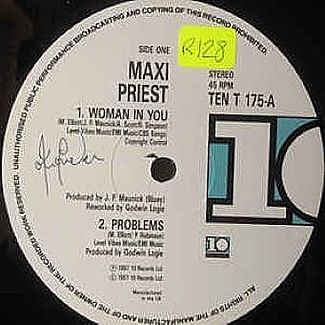 UNAUTHORISED PUBLIC PERFORMANCE BROADCASTING AND COPYING OF THIS RECORD PROHIBITED.
R128
SIDE ONE
STEREO
45 RPM
TEN T 175-A
MAXI
PRIEST
1. WOMAN IN YOU
(M. Elliott/J. P. Maunick/A. Scott/B. Simpson)
Level Vibes Music/EMI Music/CBS Songs
Copyright Control
Produced by J. P. Maunick (Bluey)
Reworked by Godwin Logie
2. PROBLEMS
(M. Elliott/ P. Robinson)
Level Vibes Music/EMI Music
Produced by Godwin Logie
℗ 1987 10 Records Ltd
© 1987 10 Records Ltd
Manufactured
in the UK
10
10
ALL RIGHTS OF THE MANUFACTURER AND OF THE OWNER OF THE RECORDED WORK RESERVED.